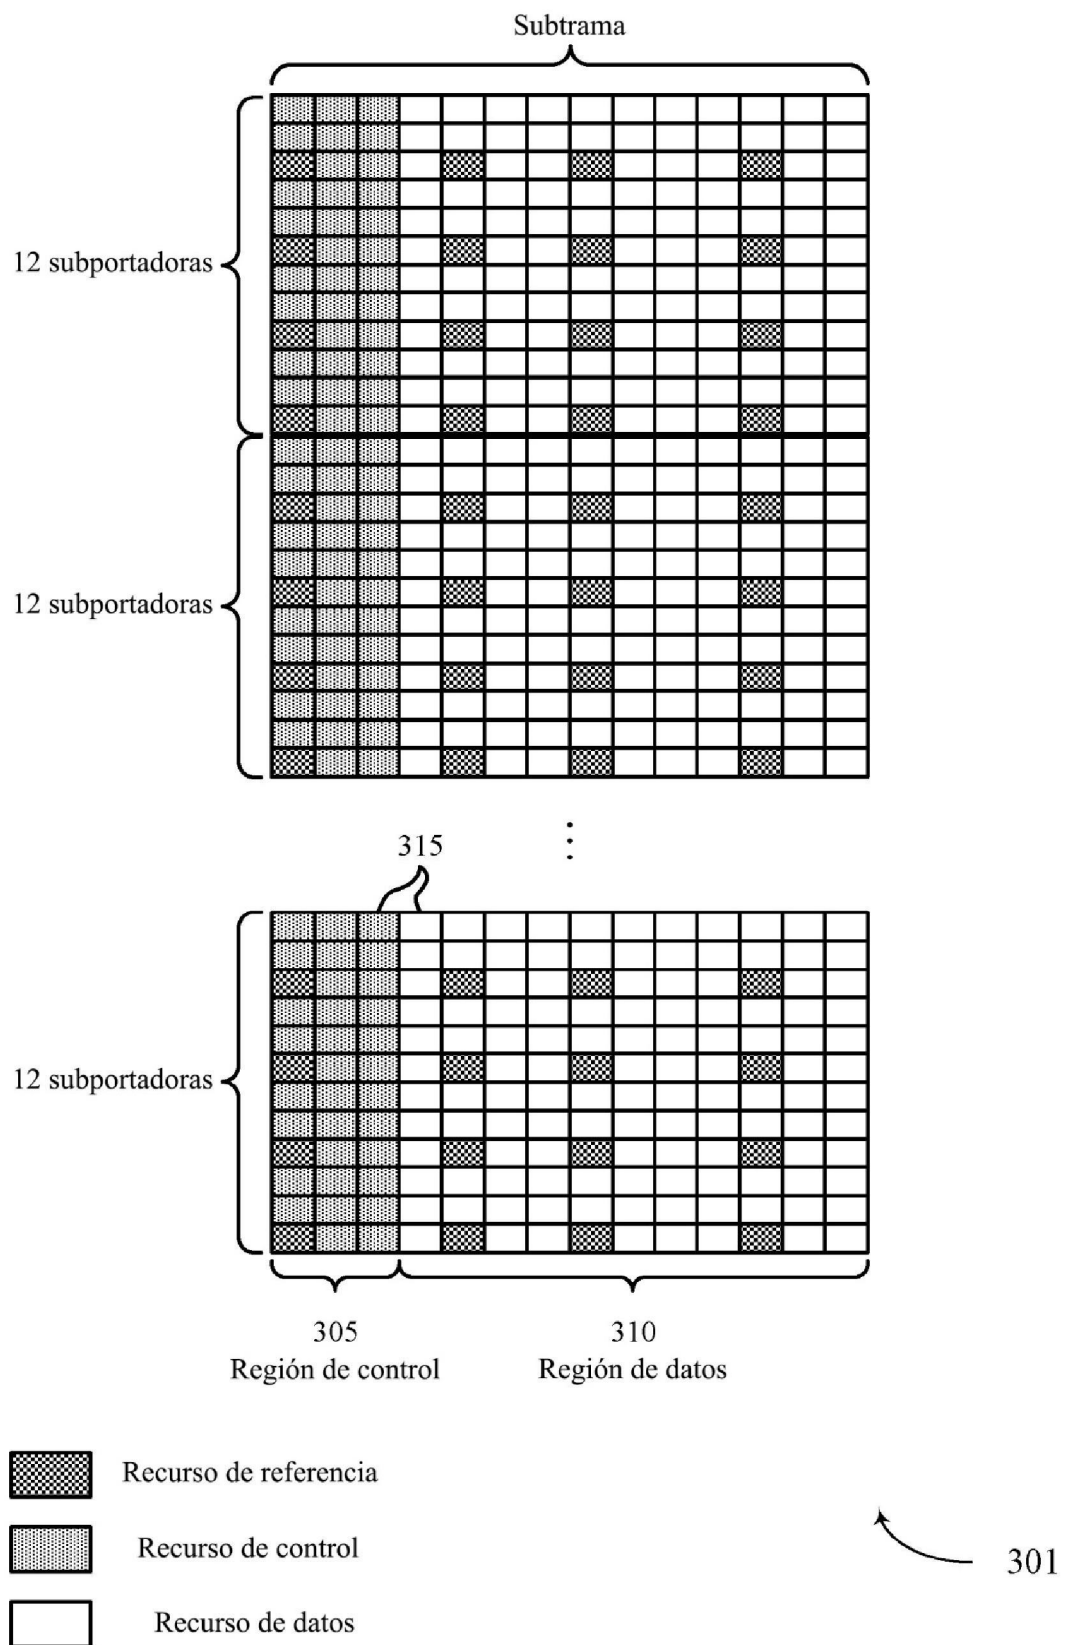 Subtrama
12 subportadoras
12 subportadoras
315
12 subportadoras
305
Región de control
310
Región de datos
Recurso de referencia
Recurso de control
Recurso de datos
301